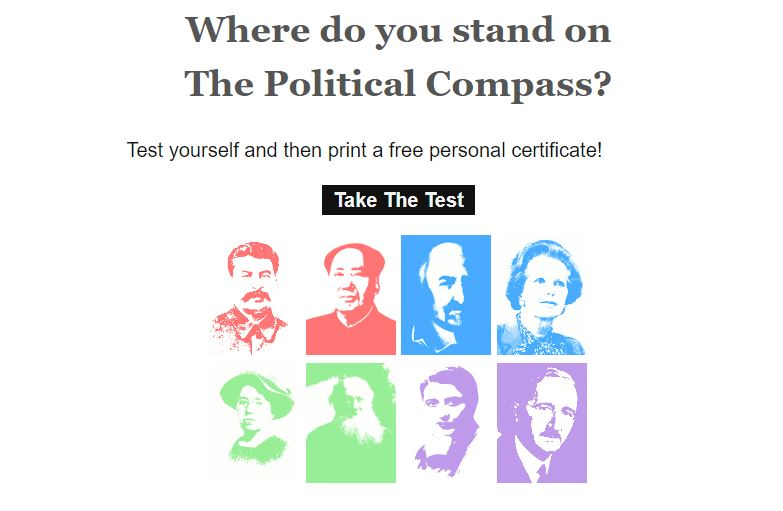 Where do you stand on
The Political Compass?
Test yourself and then print a free personal certificate!
Take The Test